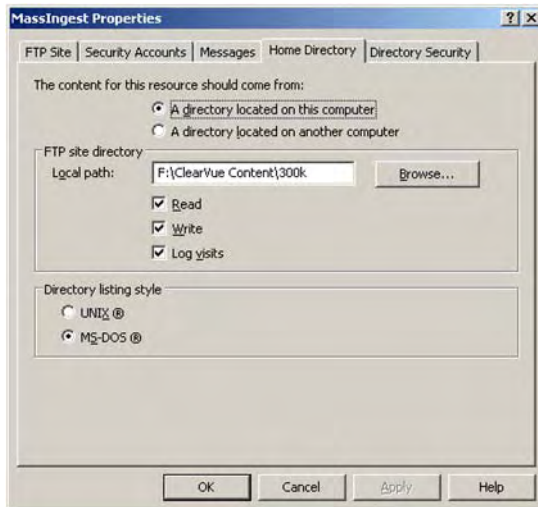 MassIngest Properties
FTP Site Security Accounts Messages Home Directory Directory Security
The content for this resource should come from:
A directory located on this computer
A directory located on another computer
FTP site directory
Local path: F:\ClearVue Content\300k Browse...
Read
Write
Log visits
Directory listing style
UNIX ®
MS-DOS ®
OK Cancel Apply Help